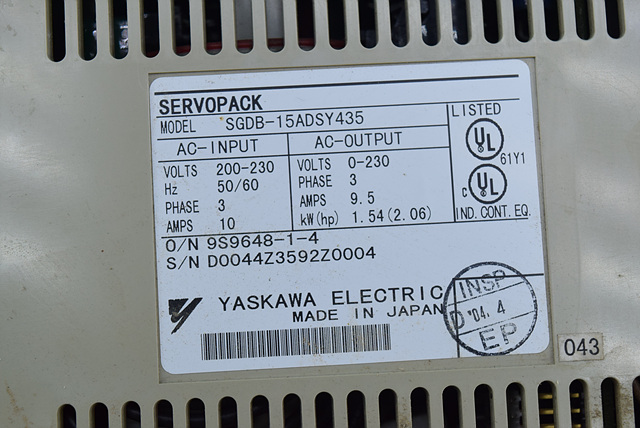 SERVOPACK
MODEL SGDB-15ADSY435
AC-INPUT
VOLTS 200-230
Hz 50/60
PHASE 3
AMPS 10
AC-OUTPUT
VOLTS 0-230
PHASE 3
AMPS 9.5
kW(hp) 1.54(2.06)
LISTED
UL
61Y1
c UL
IND.CONT.EQ.
O/N 9S9648-1-4
S/N D0044Z3592Z0004
YASKAWA ELECTRIC
MADE IN JAPAN
INSP
D '04. 4
EP
043